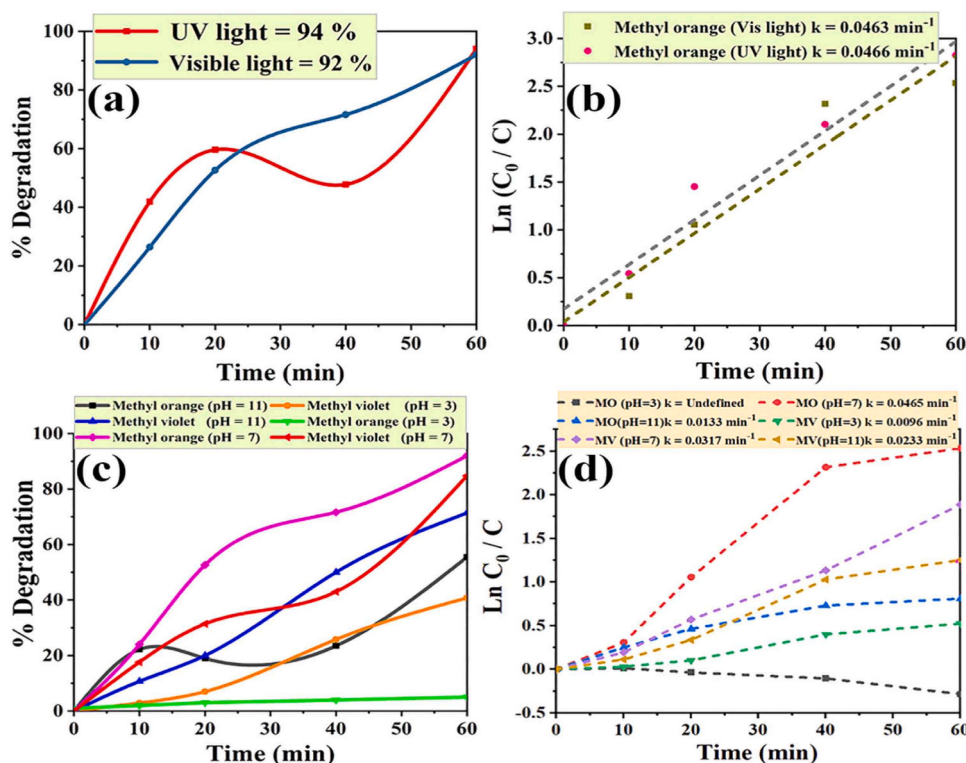 UV light = 94 %
Visible light = 92 %
(a)
% Degradation
100
80
60
40
20
0
0 10 20 30 40 50 60
Time (min)
Methyl orange (Vis light) k = 0.0463 min-1
Methyl orange (UV light) k = 0.0466 min-1
(b)
Ln (C0 / C)
3.0
2.5
2.0
1.5
1.0
0.5
0.0
0 10 20 30 40 50 60
Time (min)
Methyl orange (pH = 11) Methyl violet (pH = 3)
Methyl violet (pH = 11) Methyl orange (pH = 3)
Methyl orange (pH = 7) Methyl violet (pH = 7)
(c)
% Degradation
100
80
60
40
20
0
0 10 20 30 40 50 60
Time (min)
MO (pH=3) k = Undefined MO (pH=7) k = 0.0465 min-1
MO(pH=11)k = 0.0133 min-1 MV (pH=3) k = 0.0096 min-1
MV (pH=7) k = 0.0317 min-1 MV(pH=11)k = 0.0233 min-1
(d)
Ln C0 / C
2.5
2.0
1.5
1.0
0.5
0.0
-0.5
0 10 20 30 40 50 60
Time (min)